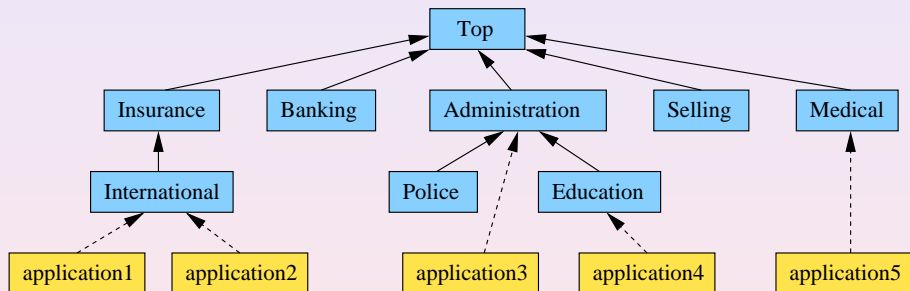 Top
Insurance
Banking
Administration
Selling
Medical
International
Police
Education
application1
application2
application3
application4
application5